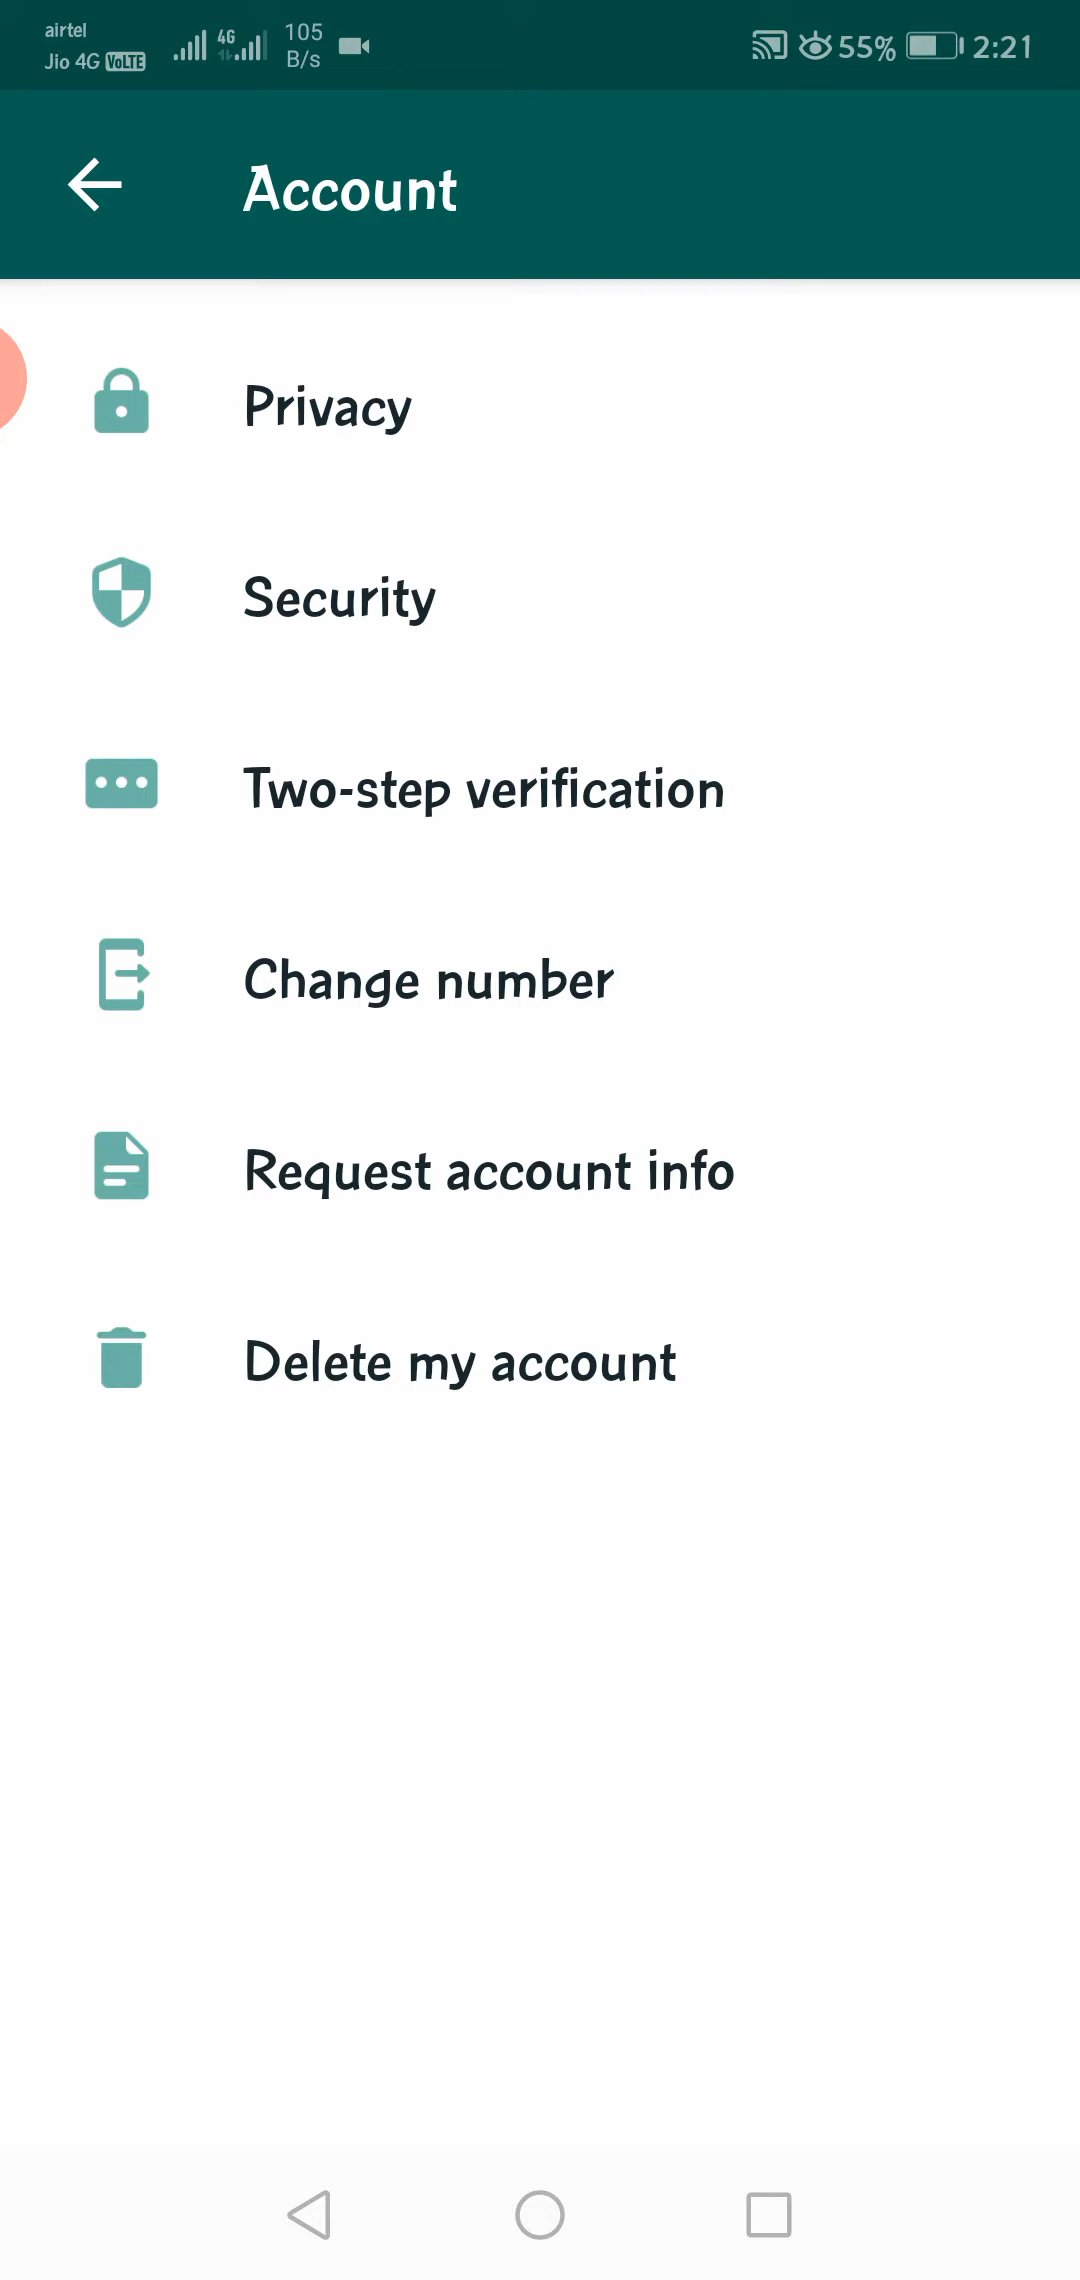 airtel
Jio 4G VoLTE
4G
105
B/s
55%
2:21
Account
Privacy
Security
Two-step verification
Change number
Request account info
Delete my account